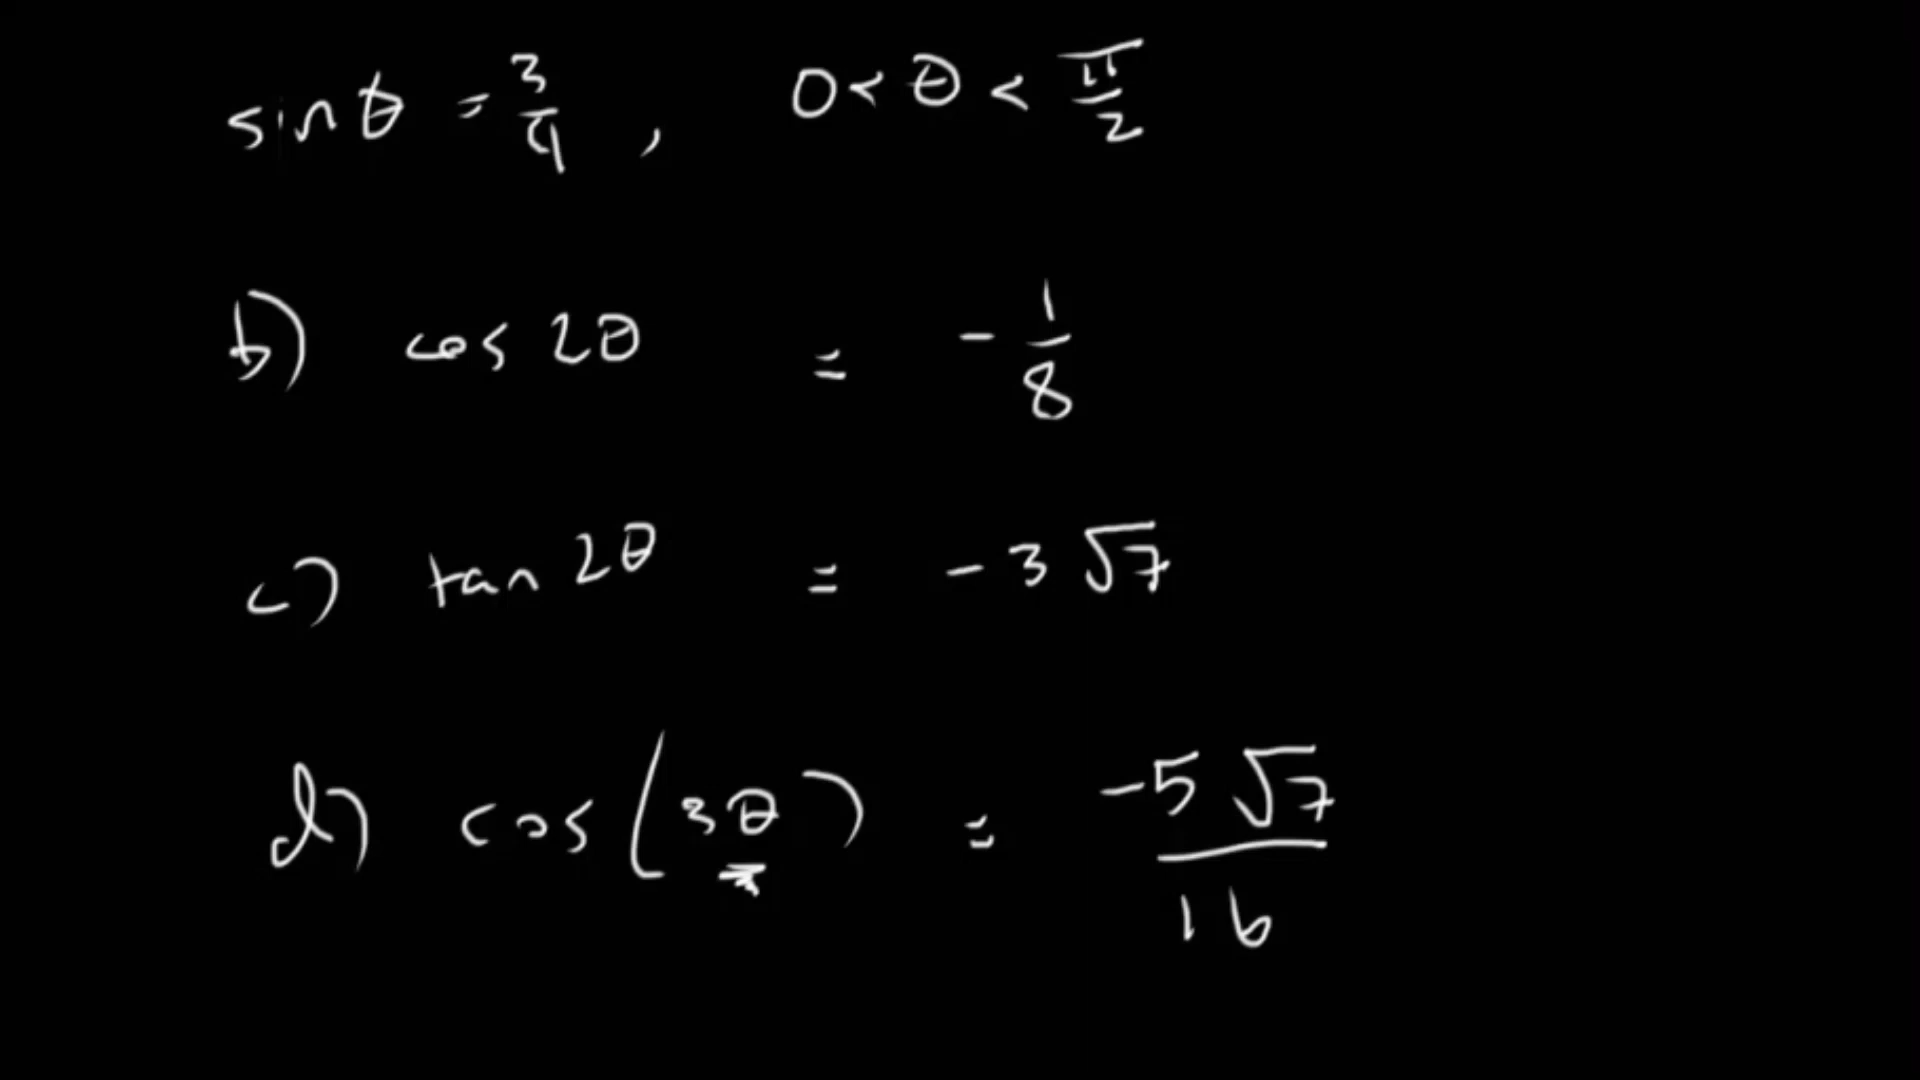 sin θ = 3/4 , 0 < θ < π/2
b) cos 2θ = - 1/8
c) tan 2θ = - 3 √7
d) cos(3θ) = -5 √7 / 16